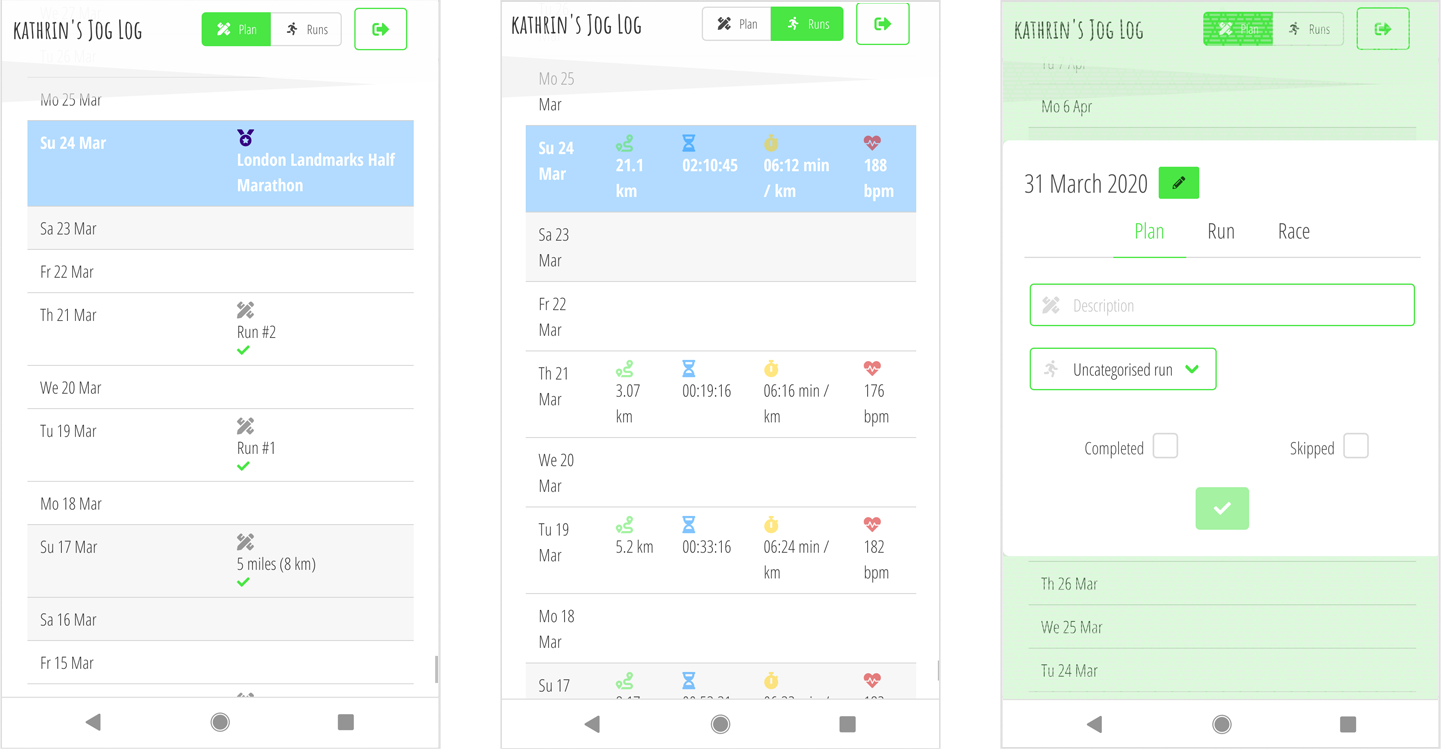 KATHRIN'S JOG LOG
Plan
Runs
Mo 25 Mar
Su 24 Mar
London Landmarks Half
Marathon
Sa 23 Mar
Fr 22 Mar
Th 21 Mar
Run #2
We 20 Mar
Tu 19 Mar
Run #1
Mo 18 Mar
Su 17 Mar
5 miles (8 km)
Sa 16 Mar
Fr 15 Mar
KATHRIN'S JOG LOG
Plan
Runs
Mo 25
Mar
Su 24
Mar
21.1
km
02:10:45
06:12 min
/ km
188
bpm
Sa 23
Mar
Fr 22
Mar
Th 21
Mar
3.07
km
00:19:16
06:16 min /
km
176
bpm
We 20
Mar
Tu 19
Mar
5.2 km
00:33:16
06:24 min /
km
182
bpm
Mo 18
Mar
Su 17
KATHRIN'S JOG LOG
Plan
Runs
Tu 7 Apr
Mo 6 Apr
31 March 2020
Plan
Run
Race
Description
Uncategorised run
Completed
Skipped
Th 26 Mar
We 25 Mar
Tu 24 Mar